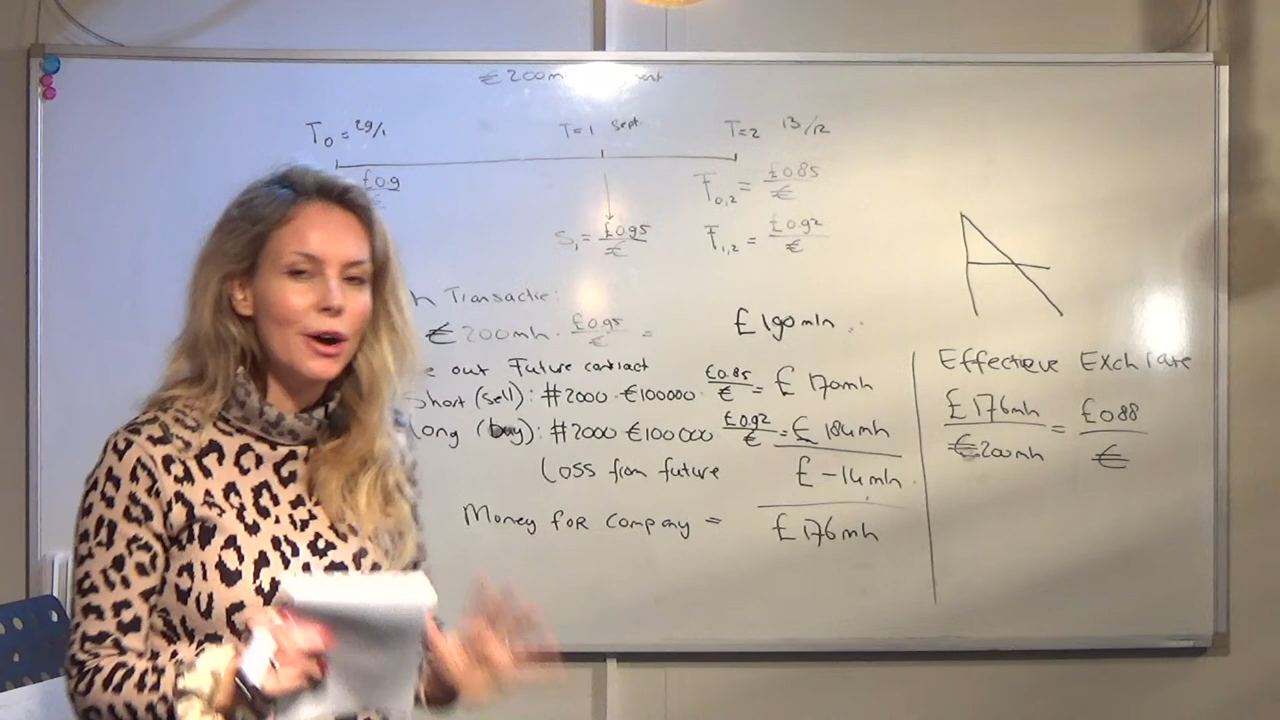 € 200m
T0 = 29/1 T=1 Sept. T=2 13/12
£0.9 F0,2 = £0.85/€
€
S1 = £0.95/€ F1,2 = £0.92/€
Transactie:
€ 200mln · £0.95/€ = £190mln
out Future contract
Short (sell): #2000 · €100000 · £0.85/€ = £ 170mln
Long (buy): #2000 €100000 £0.92/€ = £ 184mln
Loss from future £ -14mln
Money for company = £176mln
A
Effective Exch rate
£176mln/€200mln = £0.88/€